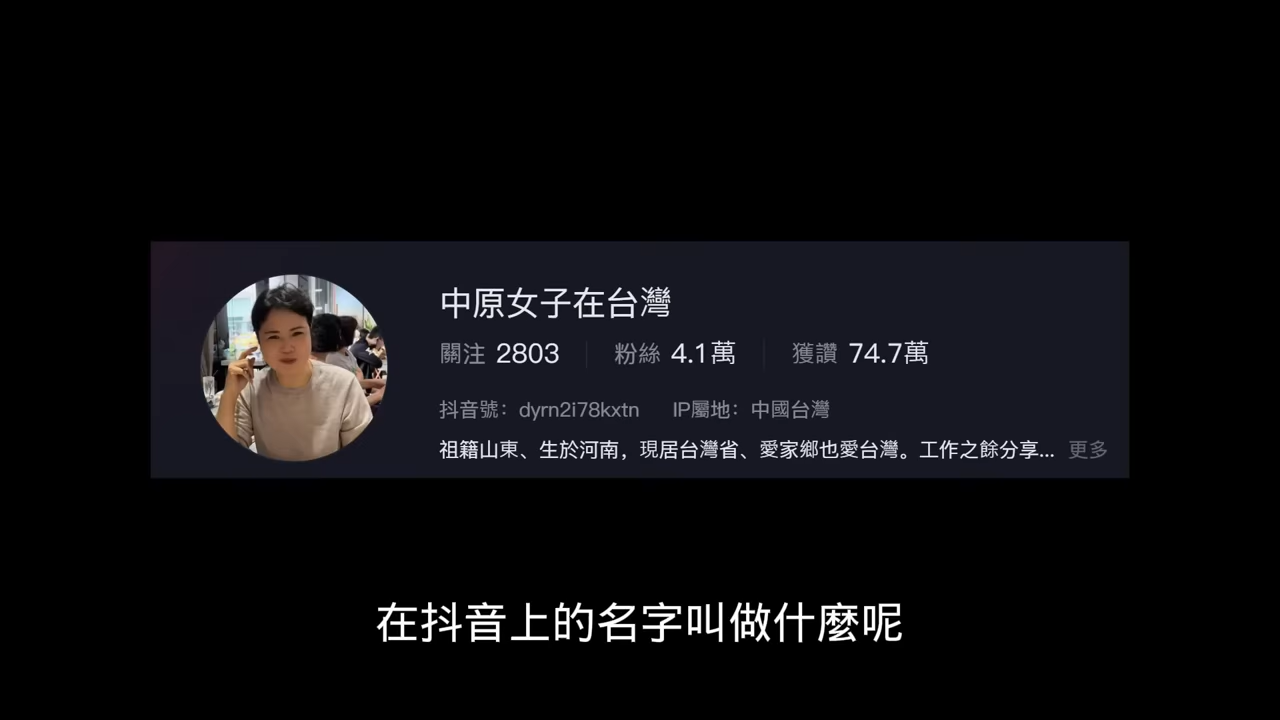 中原女子在台灣
關注 2803 粉絲 4.1萬 獲讚 74.7萬
抖音號：dyrn2i78kxtn IP屬地：中國台灣
祖籍山東、生於河南，現居台灣省、愛家鄉也愛台灣。工作之餘分享... 更多
在抖音上的名字叫做什麼呢